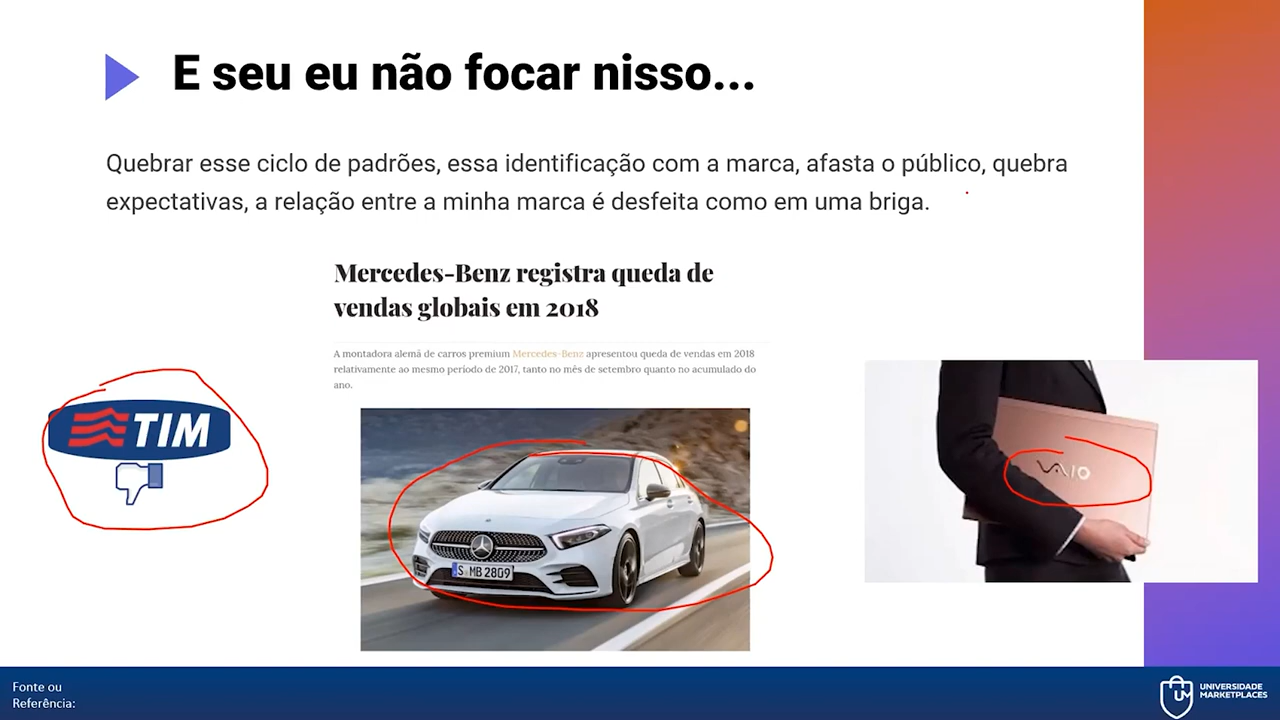 E seu eu não focar nisso...
Quebrar esse ciclo de padrões, essa identificação com a marca, afasta o público, quebra
expectativas, a relação entre a minha marca é desfeita como em uma briga.
Mercedes-Benz registra queda de
vendas globais em 2018
A montadora alemã de carros premium Mercedes-Benz apresentou queda de vendas em 2018
relativamente ao mesmo período de 2017, tanto no mês de setembro quanto no acumulado do
ano.
TIM
S MB 2809
VAIO
Fonte ou
Referência:
UM
UNIVERSIDADE
MARKETPLACES